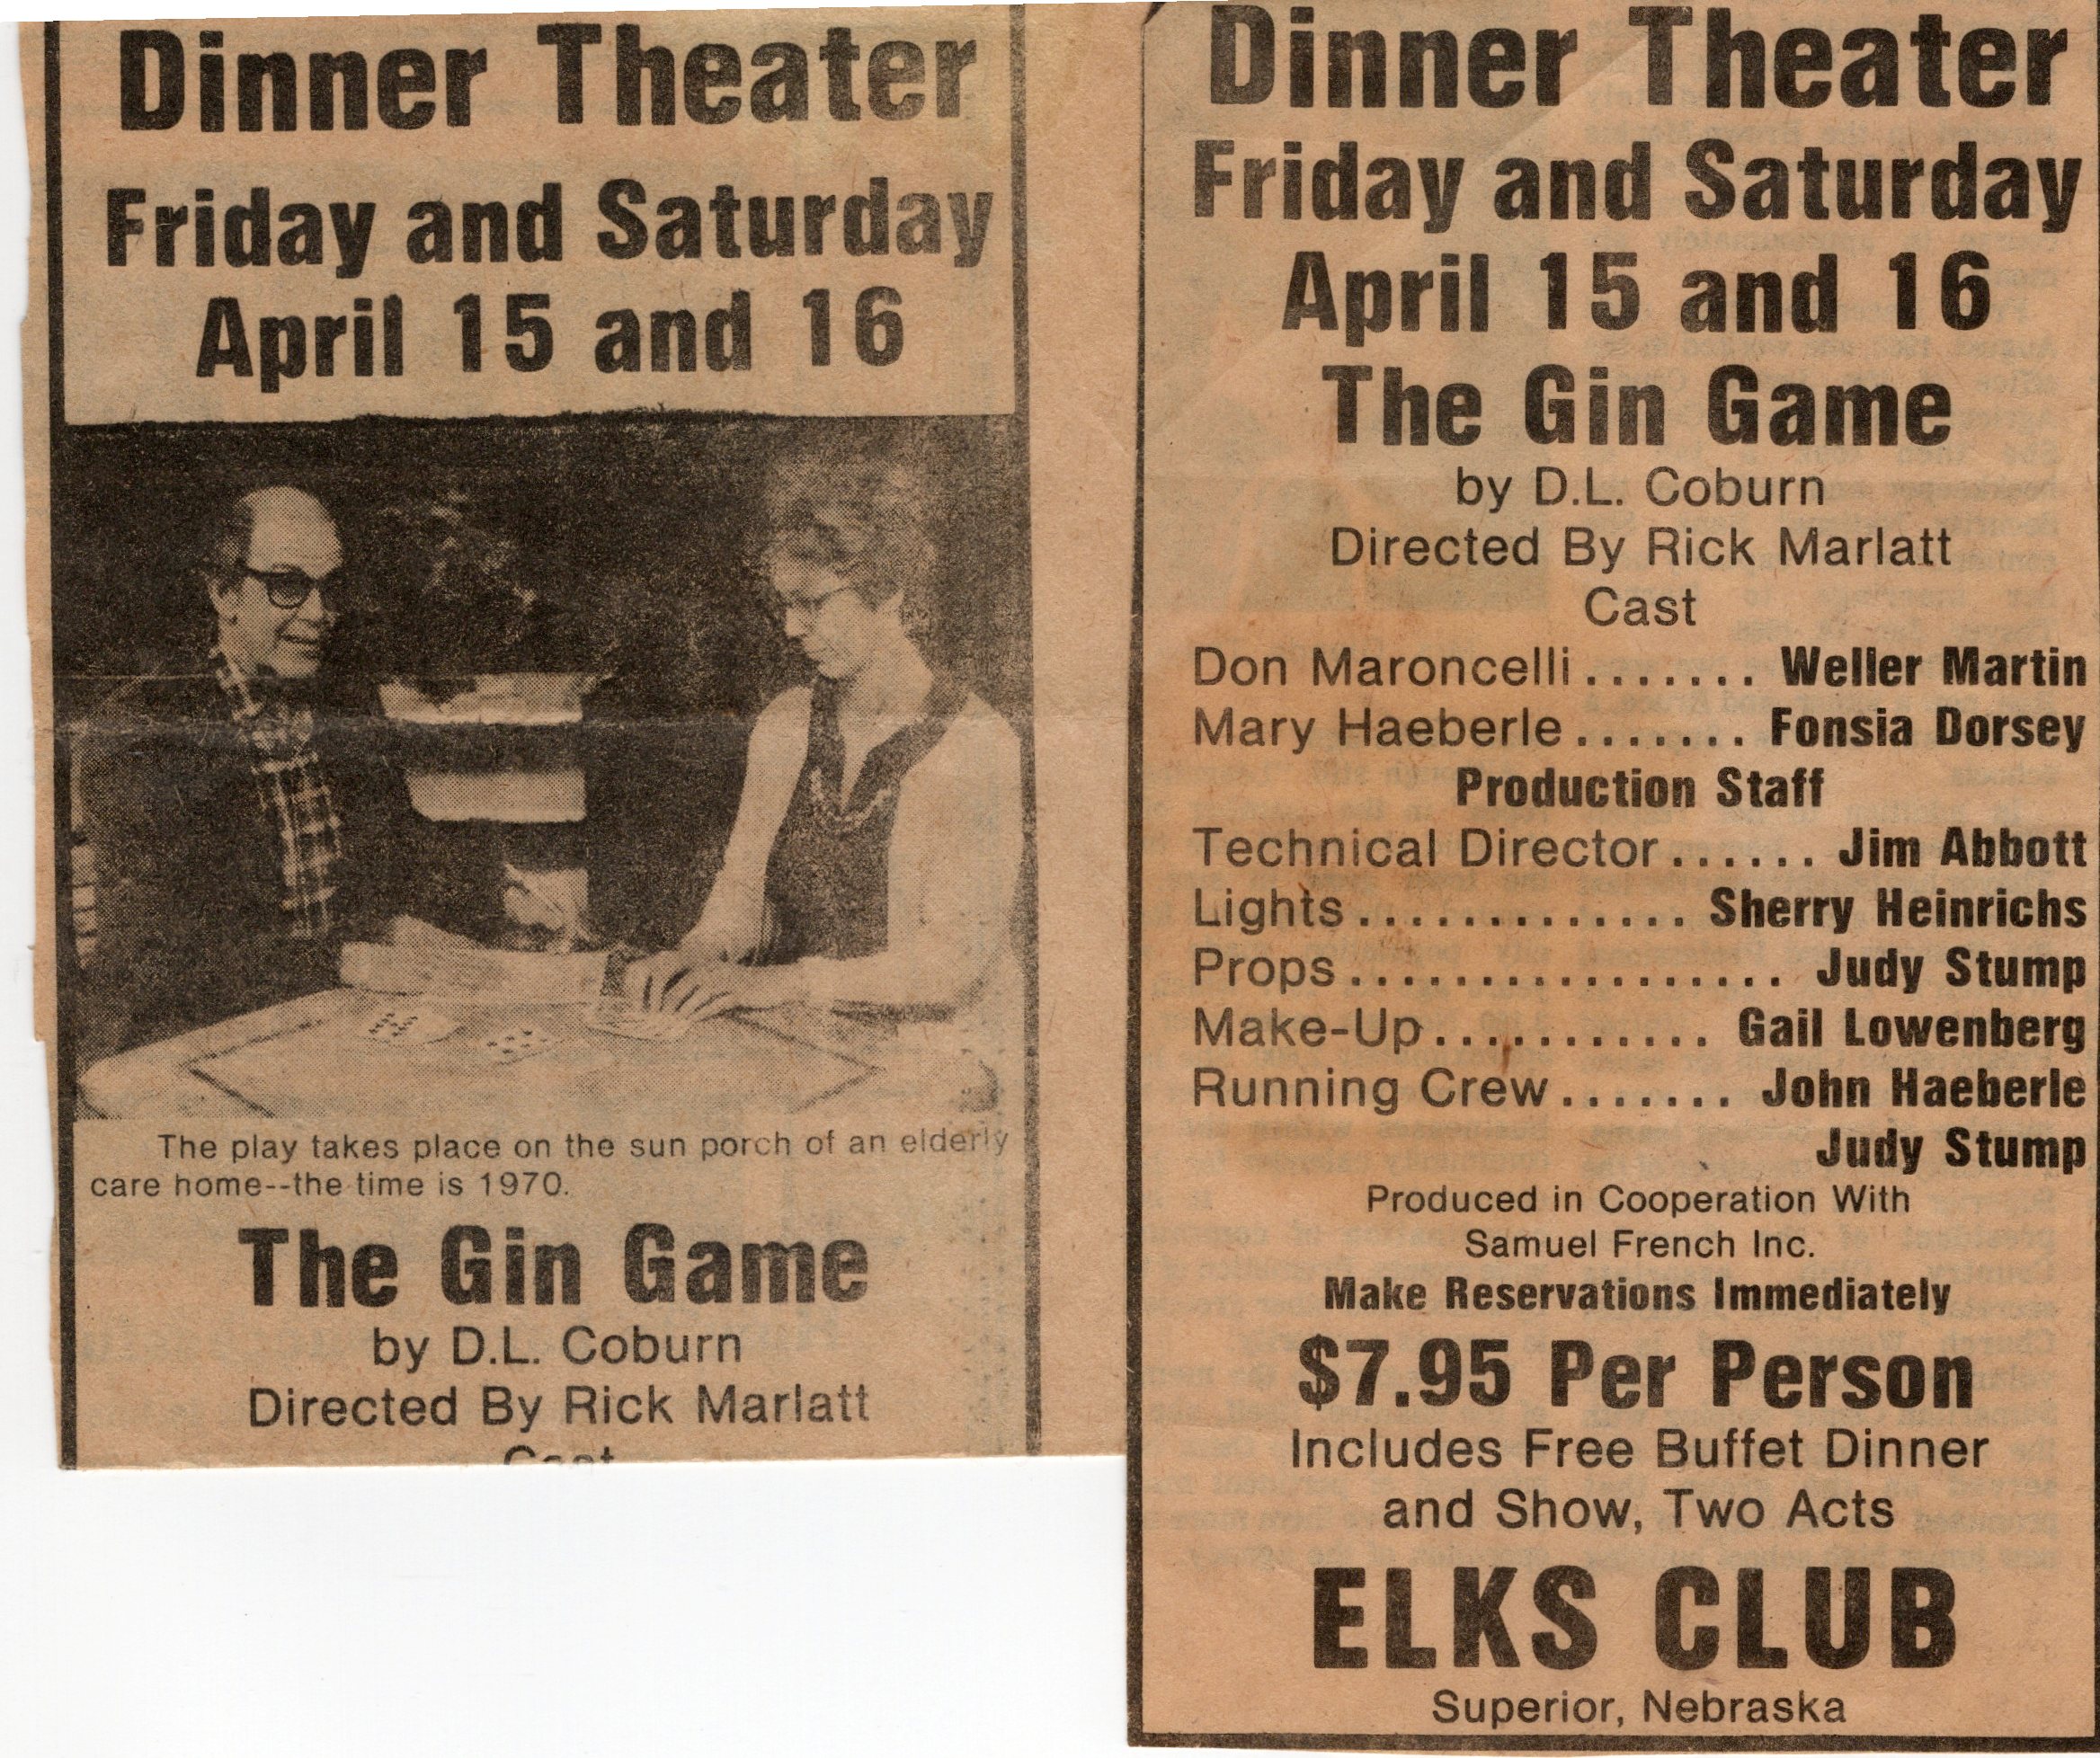 Dinner Theater
Friday and Saturday
April 15 and 16
The play takes place on the sun porch of an elderly
care home--the time is 1970.
The Gin Game
by D.L. Coburn
Directed By Rick Marlatt
Cast
Dinner Theater
Friday and Saturday
April 15 and 16
The Gin Game
by D.L. Coburn
Directed By Rick Marlatt
Cast
Don Maroncelli....... Weller Martin
Mary Haeberle....... Fonsia Dorsey
Production Staff
Technical Director...... Jim Abbott
Lights............. Sherry Heinrichs
Props................. Judy Stump
Make-Up........... Gail Lowenberg
Running Crew....... John Haeberle
Judy Stump
Produced in Cooperation With
Samuel French Inc.
Make Reservations Immediately
$7.95 Per Person
Includes Free Buffet Dinner
and Show, Two Acts
ELKS CLUB
Superior, Nebraska